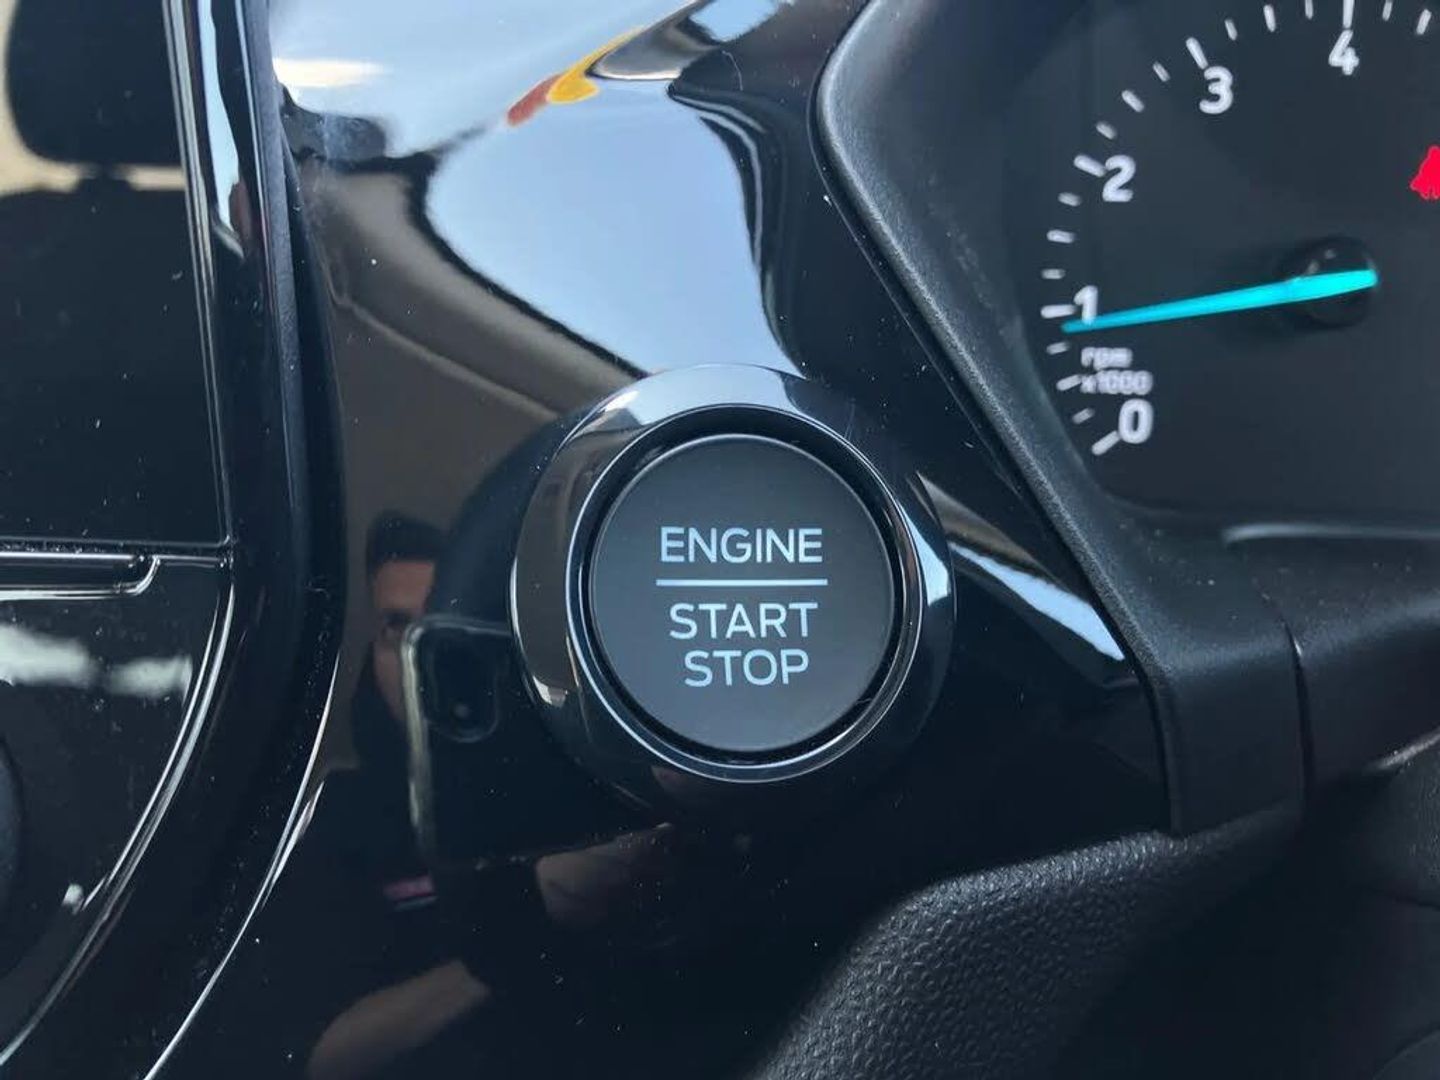 ENGINE
START
STOP
4
3
2
1
rpm
x1000
0